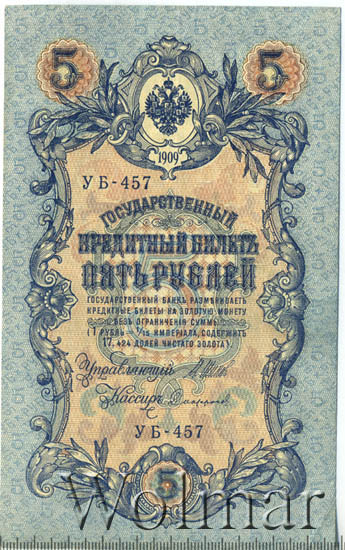 5 5
1909
УБ-457
ГОСУДАРСТВЕННЫЙ
КРЕДИТНЫЙ БИЛЕТЪ
ПЯТЬ РУБЛЕЙ
ГОСУДАРСТВЕННЫЙ БАНКЪ РАЗМѢНИВАЕТЪ
КРЕДИТНЫЕ БИЛЕТЫ НА ЗОЛОТУЮ МОНЕТУ
БЕЗЪ ОГРАНИЧЕНІЯ СУММЫ
(1 РУБЛЬ = 1/15 ИМПЕРІАЛА, СОДЕРЖИТЪ
17,424 ДОЛЕЙ ЧИСТАГО ЗОЛОТА).
Управляющій
Кассиръ
УБ-457
5
Wolmar